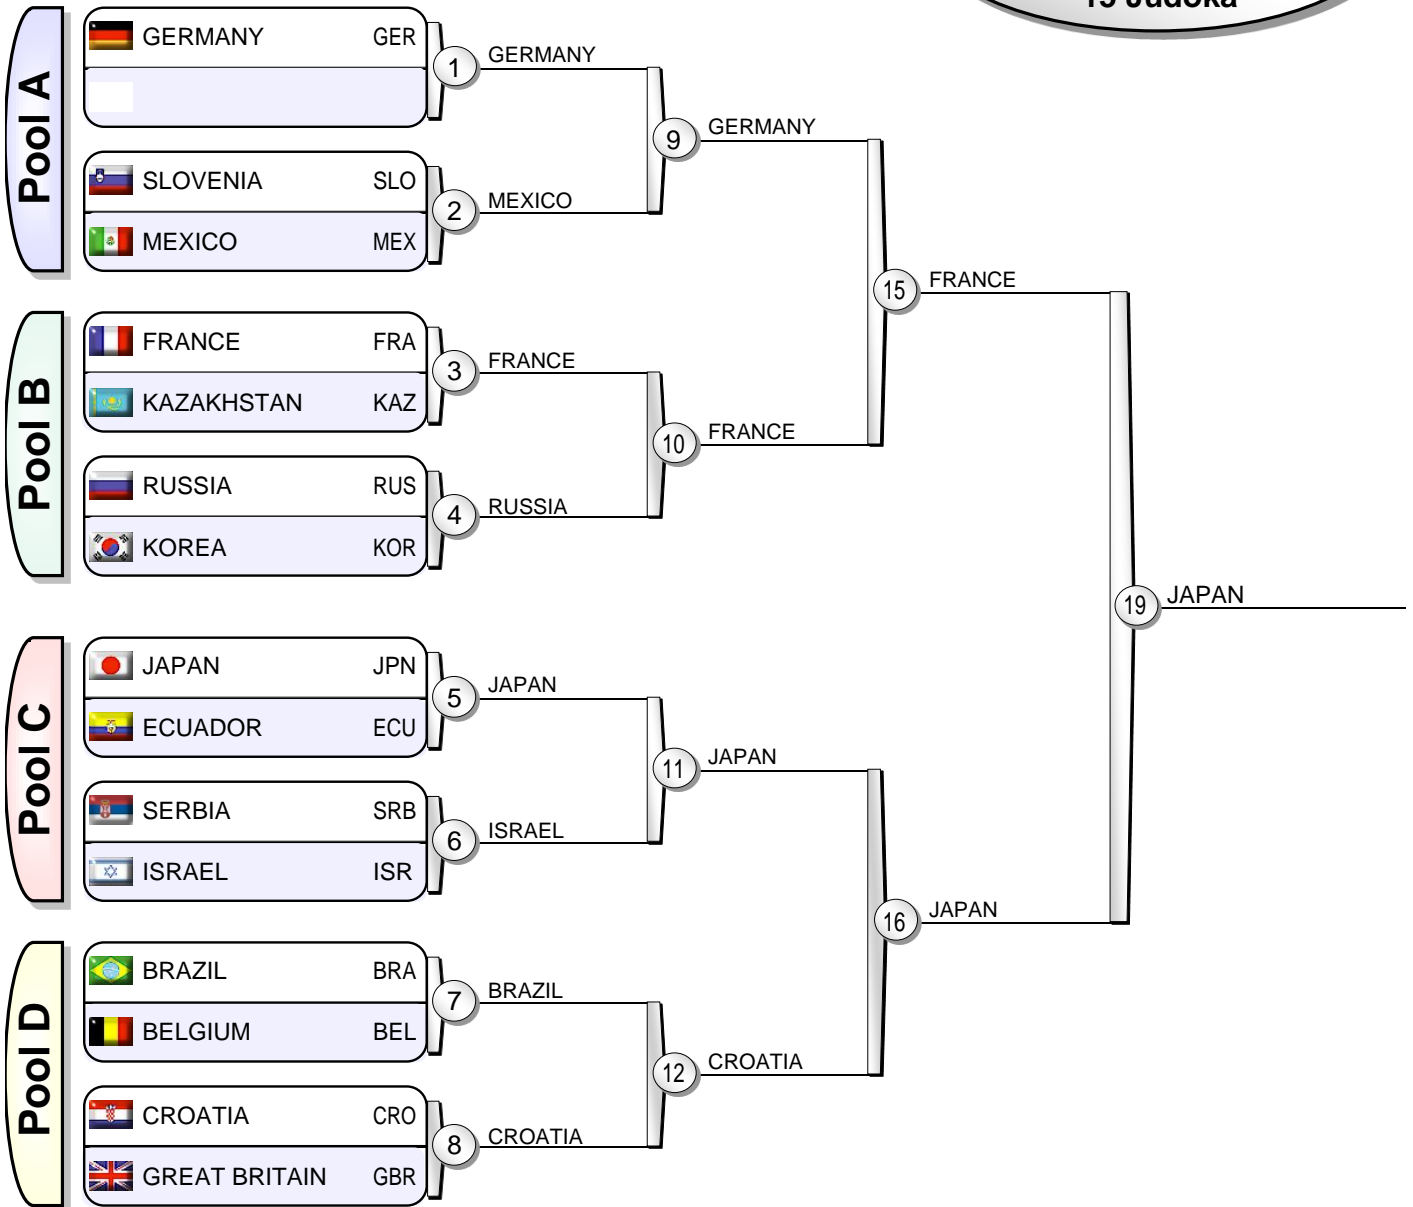 15 Judoka
Pool A
GERMANY GER
1
GERMANY
SLOVENIA SLO
MEXICO MEX
2
MEXICO
9
GERMANY
Pool B
FRANCE FRA
KAZAKHSTAN KAZ
3
FRANCE
RUSSIA RUS
KOREA KOR
4
RUSSIA
10
FRANCE
15
FRANCE
Pool C
JAPAN JPN
ECUADOR ECU
5
JAPAN
SERBIA SRB
ISRAEL ISR
6
ISRAEL
11
JAPAN
Pool D
BRAZIL BRA
BELGIUM BEL
7
BRAZIL
CROATIA CRO
GREAT BRITAIN GBR
8
CROATIA
12
CROATIA
16
JAPAN
19
JAPAN